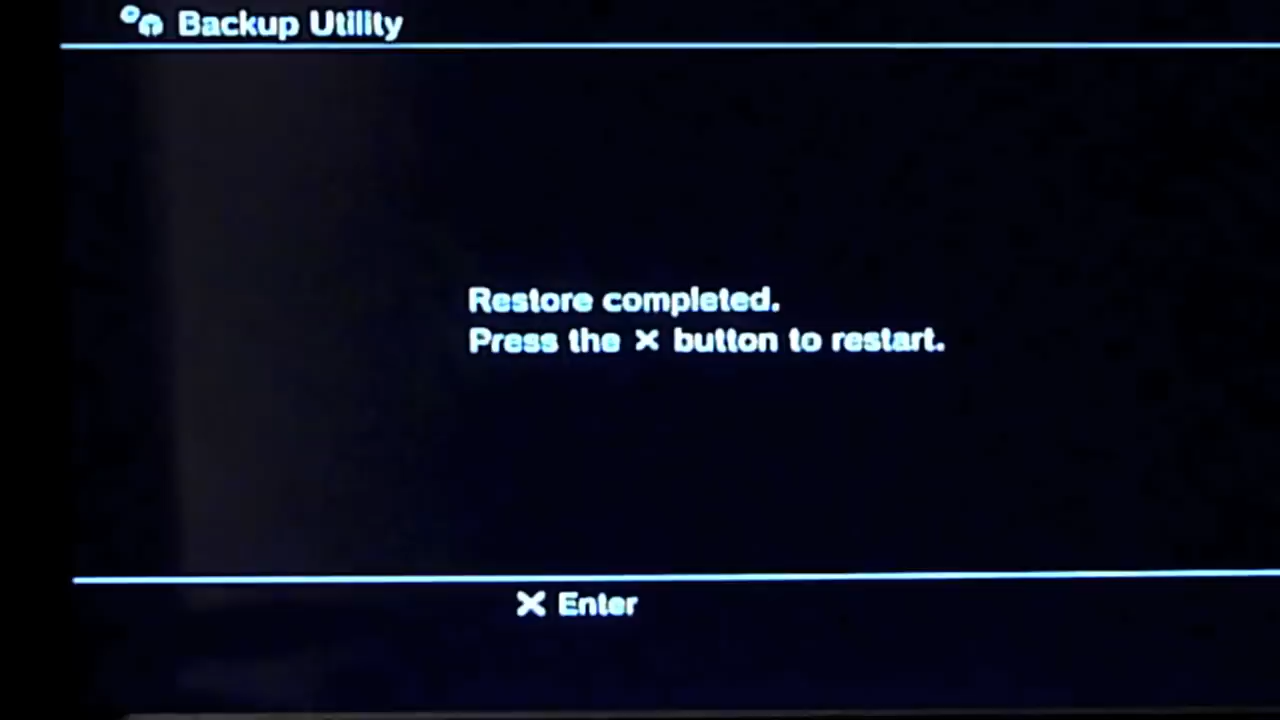 Backup Utility
Restore completed.
Press the ✕ button to restart.
✕ Enter